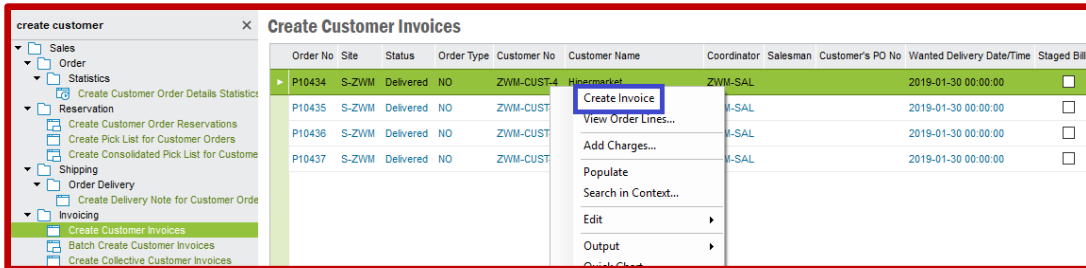 create customer
Sales
Order
Statistics
Create Customer Order Details Statistics
Reservation
Create Customer Order Reservations
Create Pick List for Customer Orders
Create Consolidated Pick List for Custome
Shipping
Order Delivery
Create Delivery Note for Customer Orde
Invoicing
Create Customer Invoices
Batch Create Customer Invoices
Create Collective Customer Invoices
Create Customer Invoices
Order No Site Status Order Type Customer No Customer Name Coordinator Salesman Customer's PO No Wanted Delivery Date/Time Staged Bill
P10434 S-ZWM Delivered NO ZWM-CUST-4 Hipermarket ZWM-SAL 2019-01-30 00:00:00
P10435 S-ZWM Delivered NO ZWM-CUST M-SAL 2019-01-30 00:00:00
P10436 S-ZWM Delivered NO ZWM-CUST M-SAL 2019-01-30 00:00:00
P10437 S-ZWM Delivered NO ZWM-CUST M-SAL 2019-01-30 00:00:00
Create Invoice
View Order Lines...
Add Charges...
Populate
Search in Context...
Edit
Output
Quick Chart